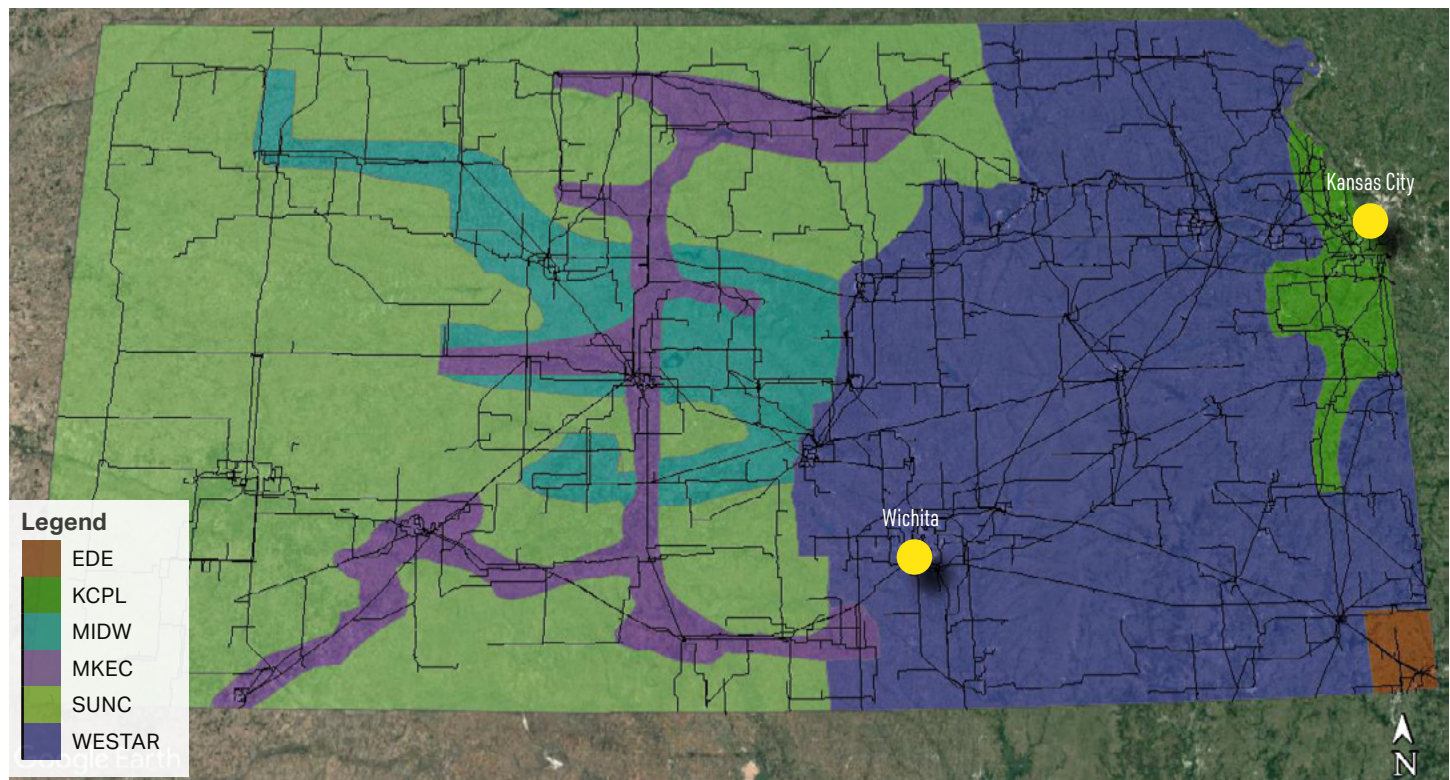 Kansas City
Wichita
Legend
EDE
KCPL
MIDW
MKEC
SUNC
WESTAR
Google Earth
N